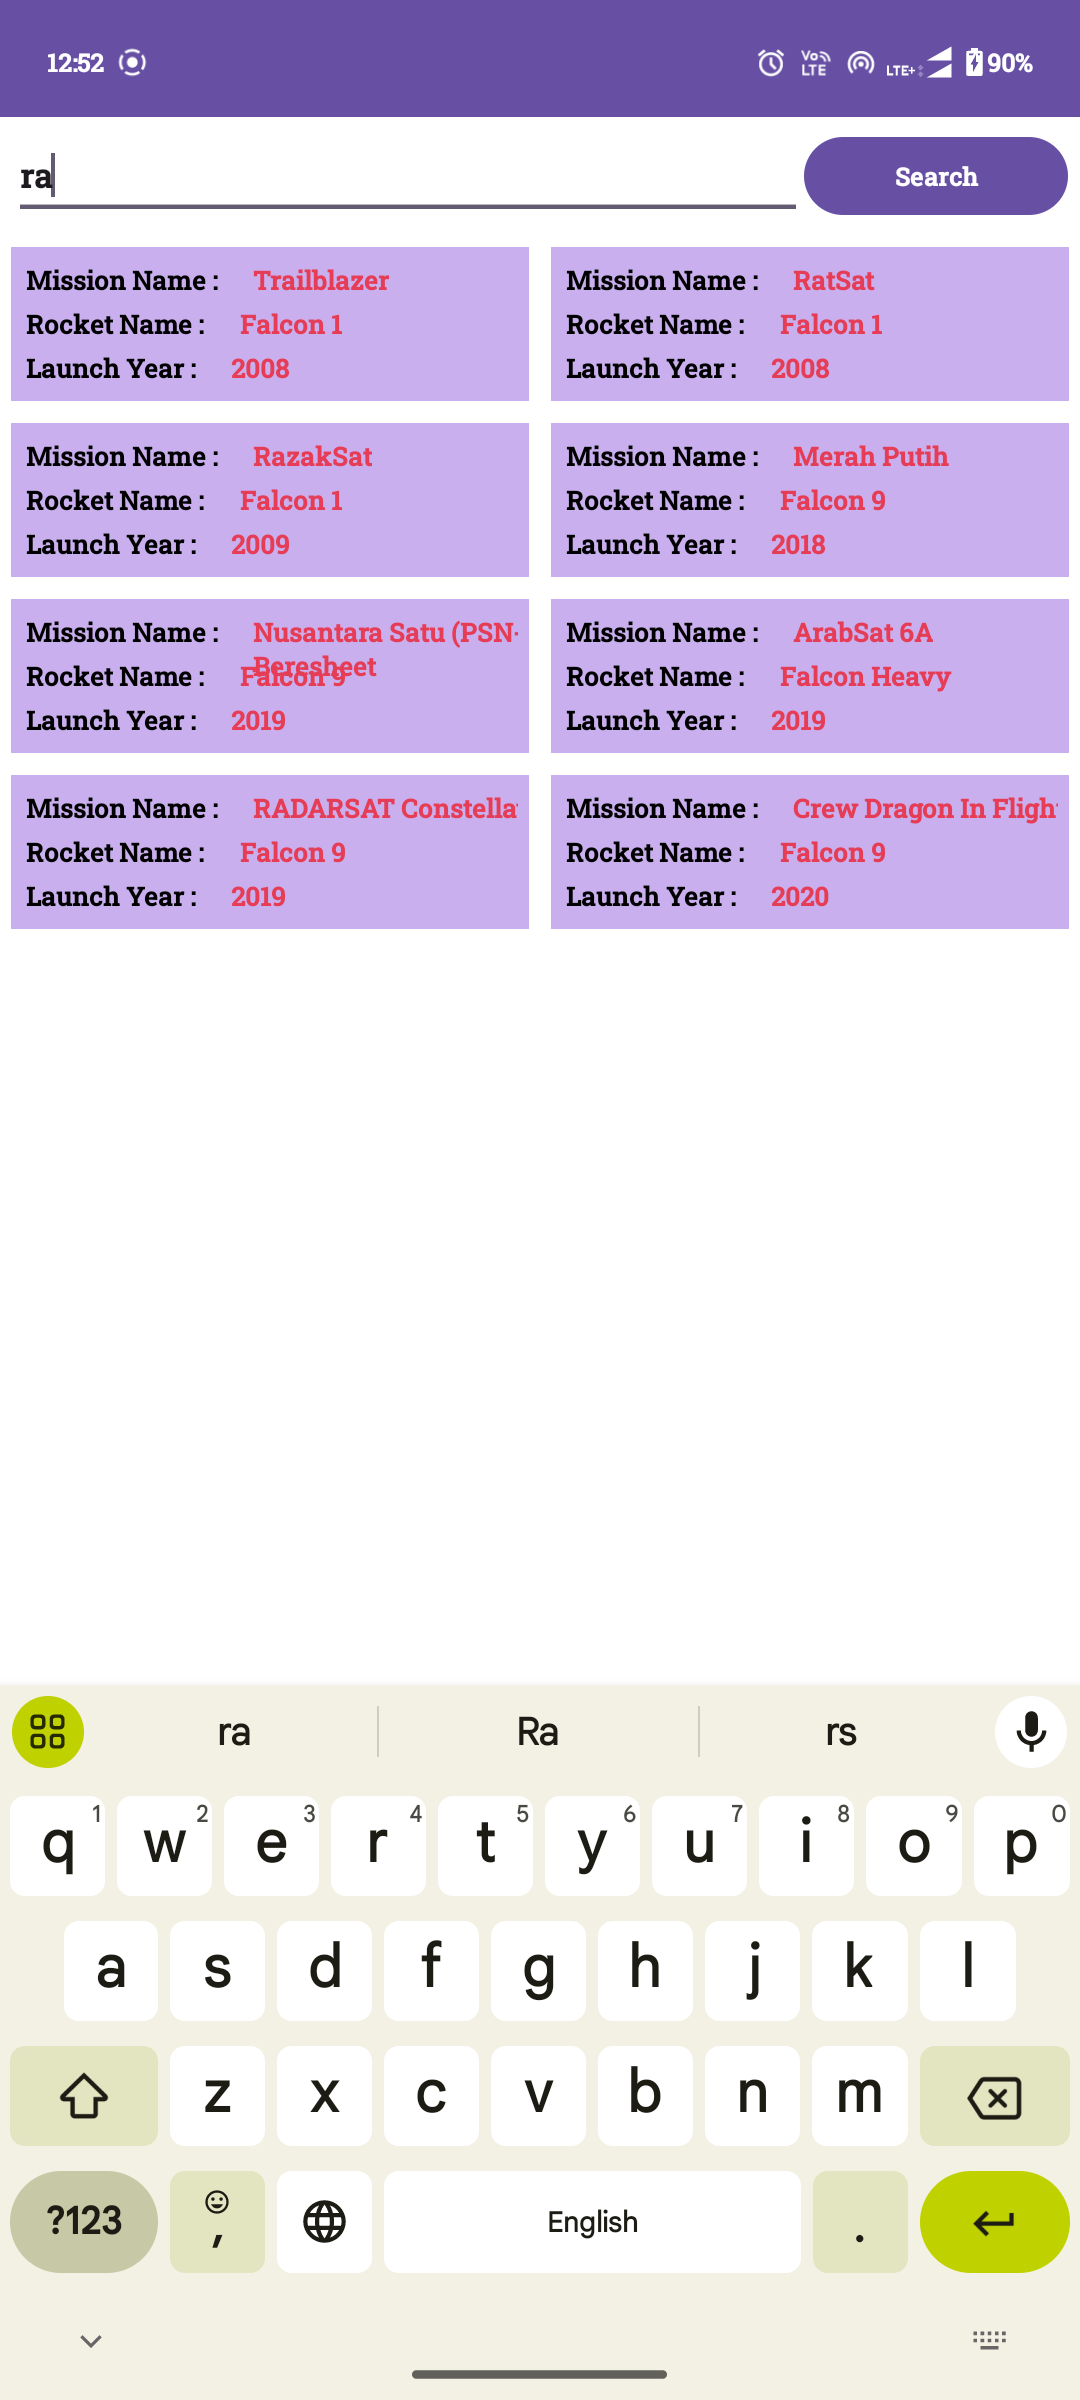 12:52 Vo LTE LTE+ 90%
ra
Search
Mission Name : Trailblazer
Rocket Name : Falcon 1
Launch Year : 2008
Mission Name : RatSat
Rocket Name : Falcon 1
Launch Year : 2008
Mission Name : RazakSat
Rocket Name : Falcon 1
Launch Year : 2009
Mission Name : Merah Putih
Rocket Name : Falcon 9
Launch Year : 2018
Mission Name : Nusantara Satu (PSN-
Beresheet
Rocket Name : Falcon 9
Launch Year : 2019
Mission Name : ArabSat 6A
Rocket Name : Falcon Heavy
Launch Year : 2019
Mission Name : RADARSAT Constella
Rocket Name : Falcon 9
Launch Year : 2019
Mission Name : Crew Dragon In Fligh
Rocket Name : Falcon 9
Launch Year : 2020
ra Ra rs
q 1 w 2 e 3 r 4 t 5 y 6 u 7 i 8 o 9 p 0
a s d f g h j k l
z x c v b n m
?123 , English .